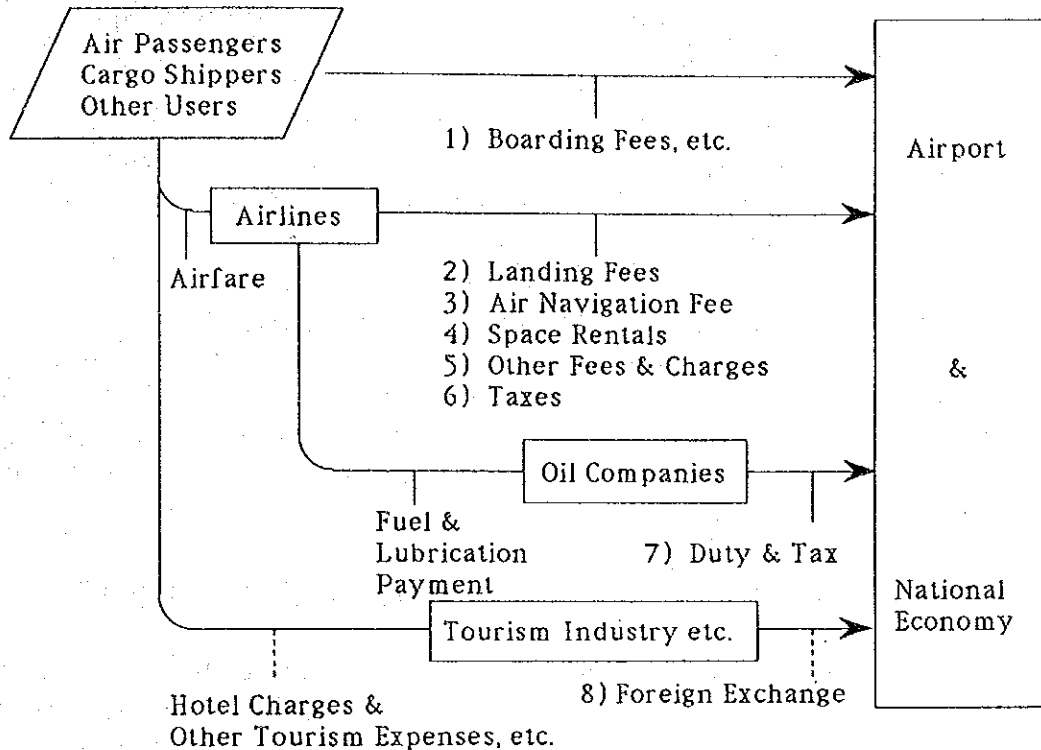 Air Passengers
Cargo Shippers
Other Users
1) Boarding Fees, etc.
Airport
Airlines
Airfare
2) Landing Fees
3) Air Navigation Fee
4) Space Rentals
5) Other Fees & Charges
6) Taxes
&
Oil Companies
Fuel &
Lubrication
Payment
7) Duty & Tax
National
Economy
Tourism Industry etc.
8) Foreign Exchange
Hotel Charges &
Other Tourism Expenses, etc.